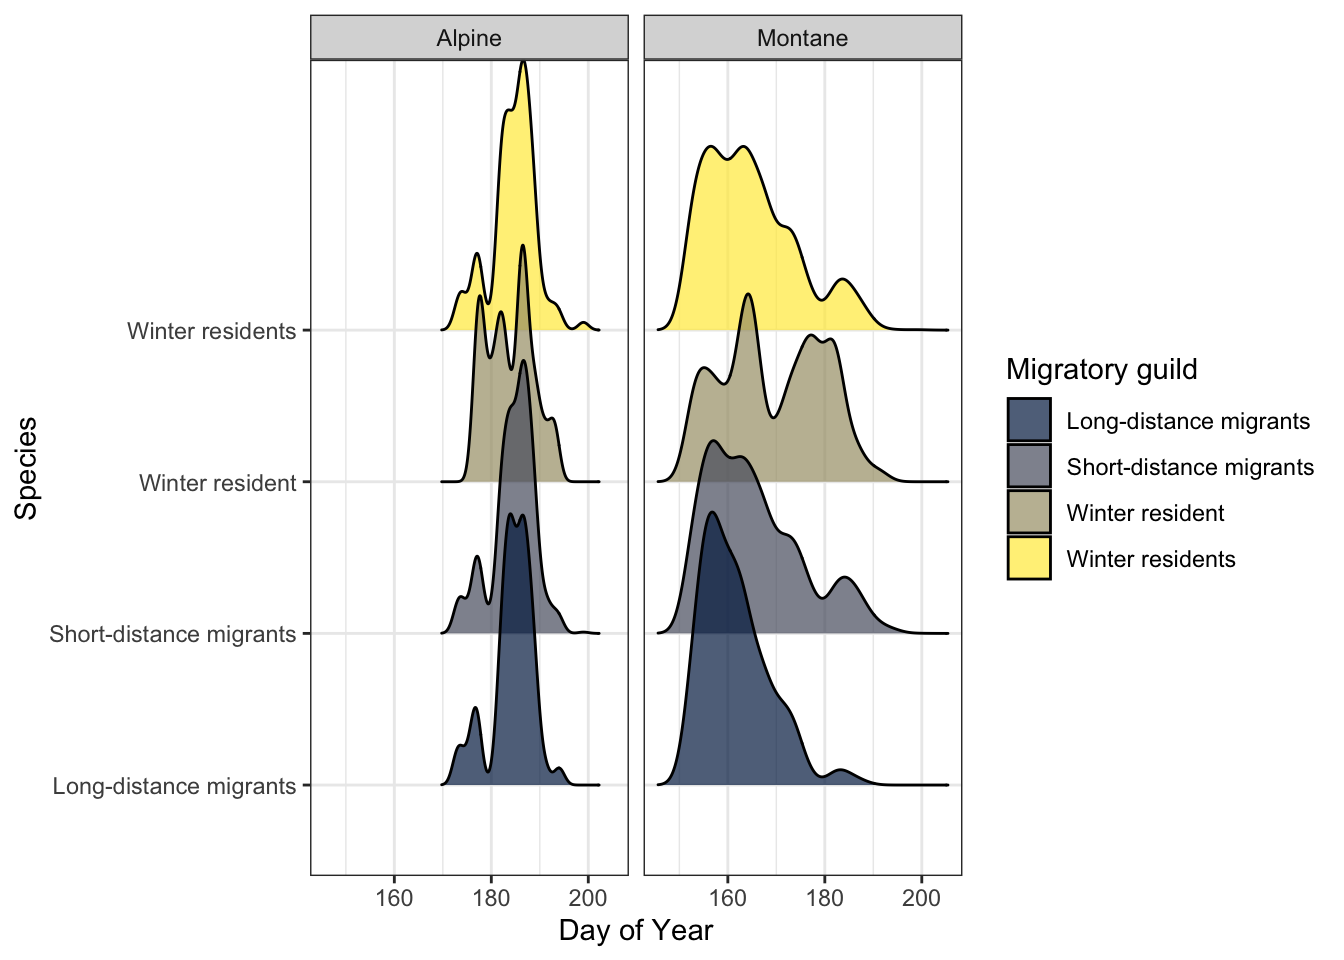 Alpine
Montane
Species
Winter residents
Winter resident
Short-distance migrants
Long-distance migrants
160
180
200
160
180
200
Day of Year
Migratory guild
Long-distance migrants
Short-distance migrants
Winter resident
Winter residents